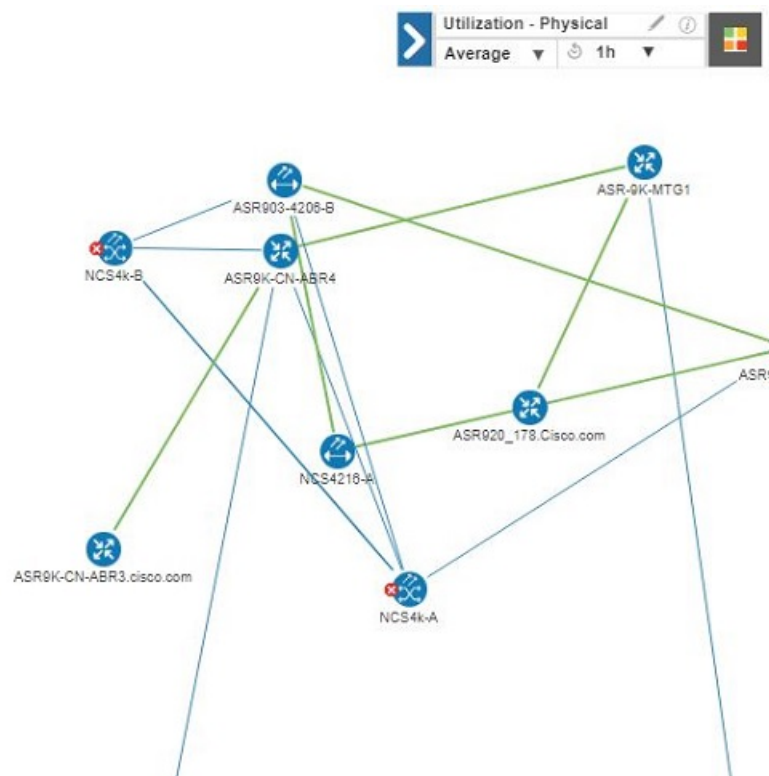 Utilization - Physical
Average
1h
ASR-9K-MTG1
ASR903-4206-B
NCS4k-B
ASR9K-CN-ABR4
ASR9
ASR920_178.Cisco.com
NCS4216-A
ASR9K-CN-ABR3.cisco.com
NCS4k-A